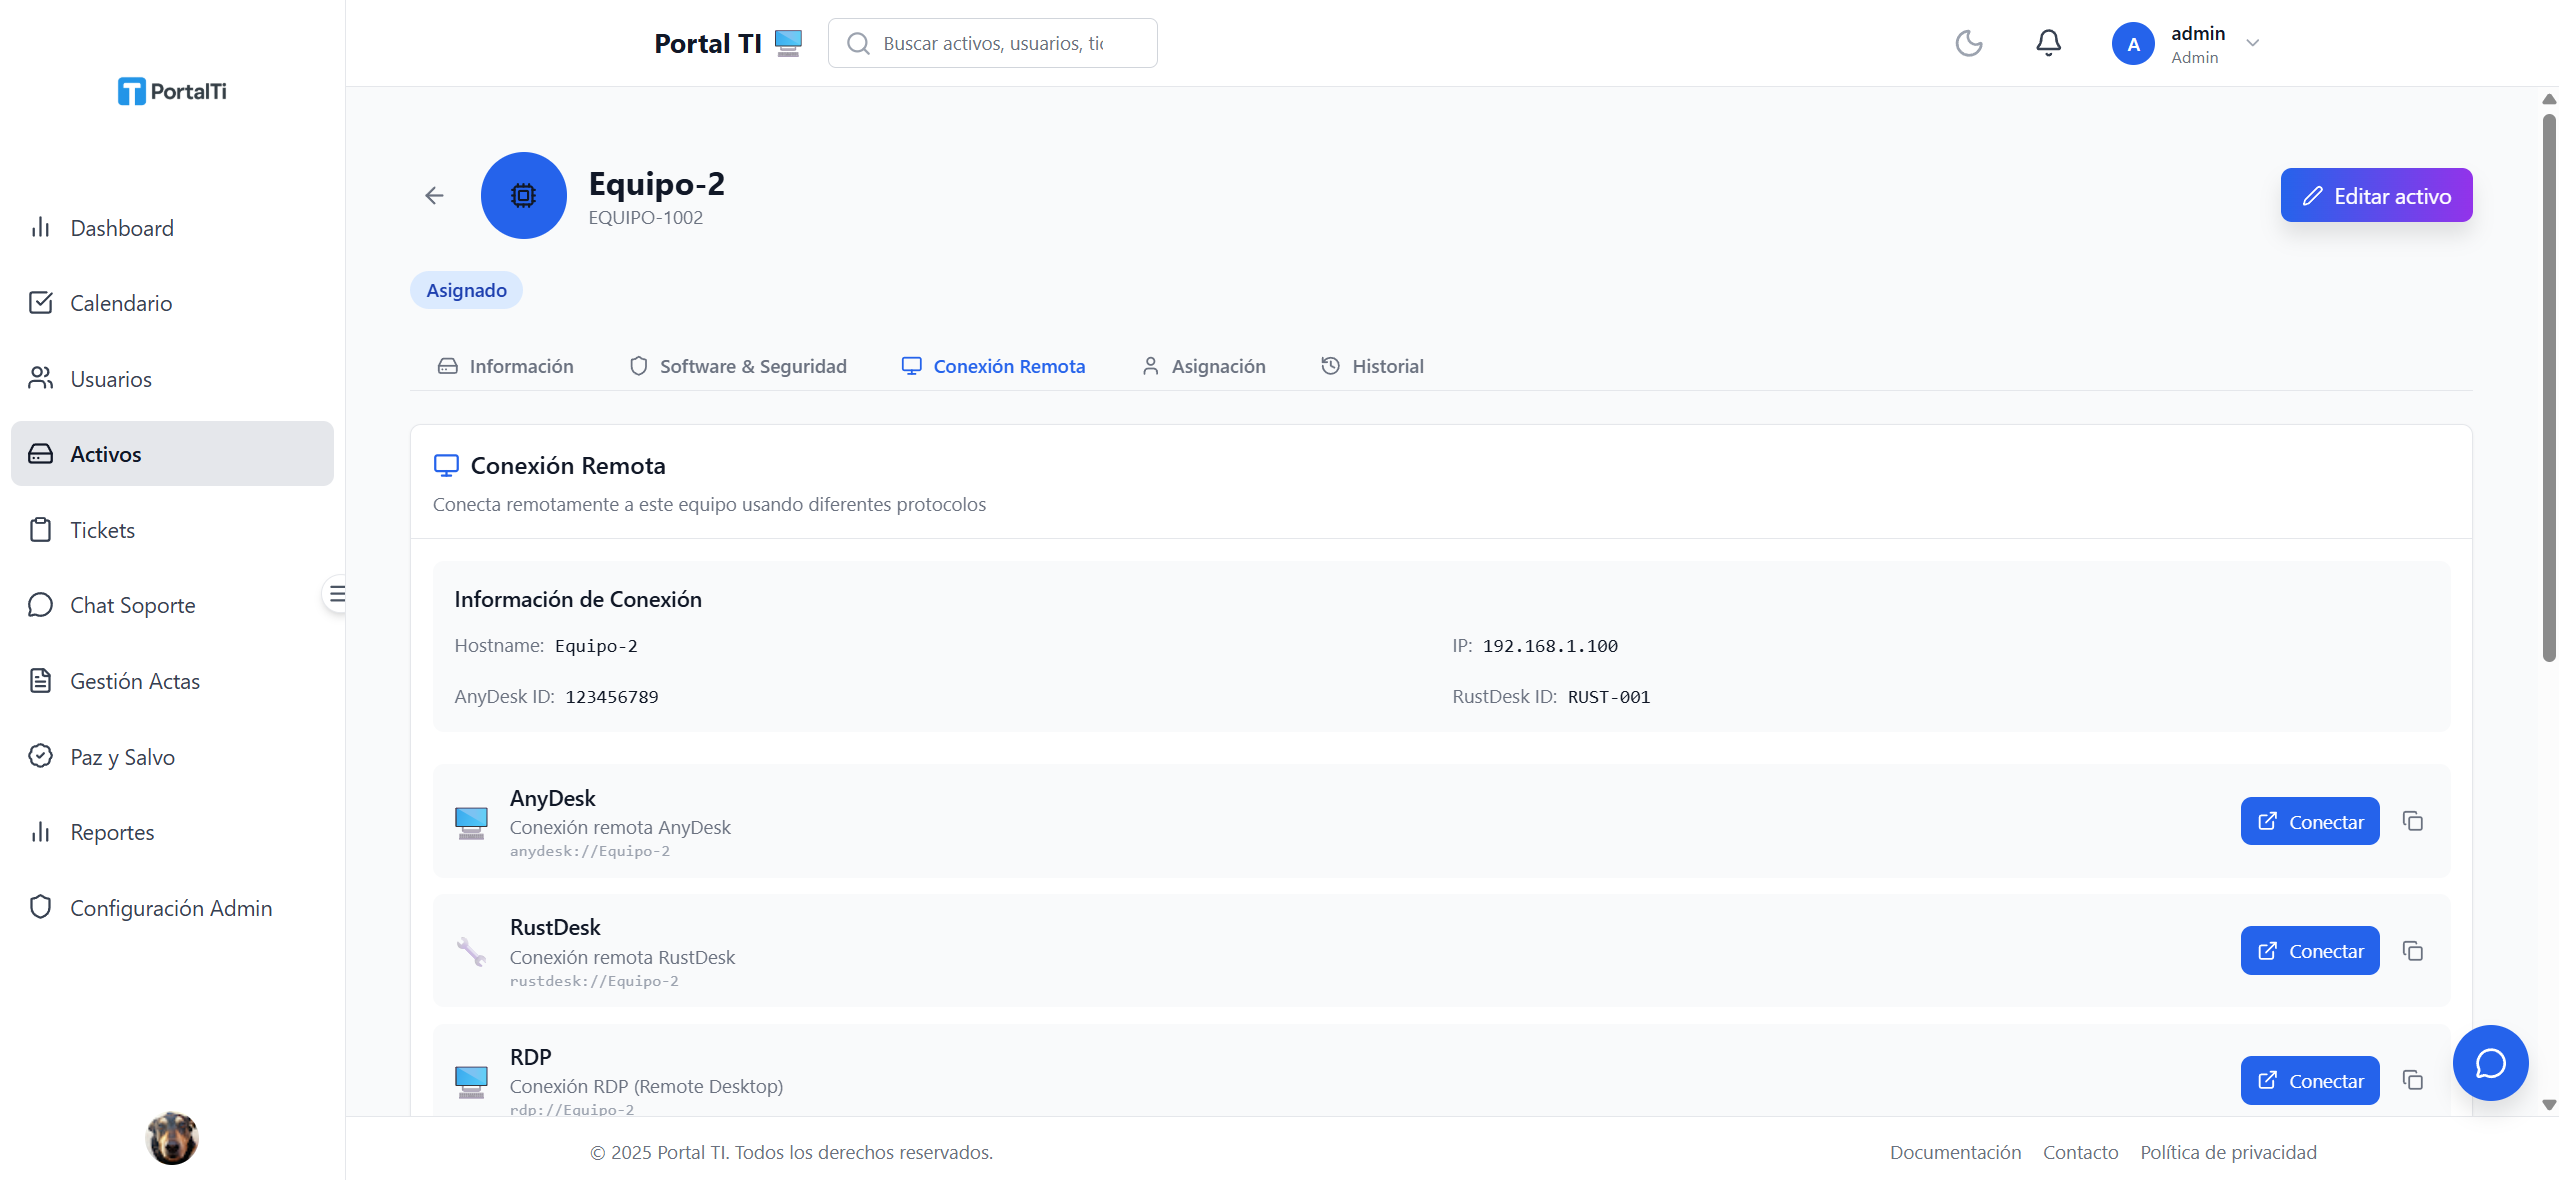 PortalTi
Dashboard
Calendario
Usuarios
Activos
Tickets
Chat Soporte
Gestión Actas
Paz y Salvo
Reportes
Configuración Admin
Portal TI
Buscar activos, usuarios, tic
A
admin
Admin
Equipo-2
EQUIPO-1002
Editar activo
Asignado
Información
Software & Seguridad
Conexión Remota
Asignación
Historial
Conexión Remota
Conecta remotamente a este equipo usando diferentes protocolos
Información de Conexión
Hostname: Equipo-2
IP: 192.168.1.100
AnyDesk ID: 123456789
RustDesk ID: RUST-001
AnyDesk
Conexión remota AnyDesk
anydesk://Equipo-2
Conectar
RustDesk
Conexión remota RustDesk
rustdesk://Equipo-2
Conectar
RDP
Conexión RDP (Remote Desktop)
rdp://Equipo-2
Conectar
© 2025 Portal TI. Todos los derechos reservados.
Documentación
Contacto
Política de privacidad